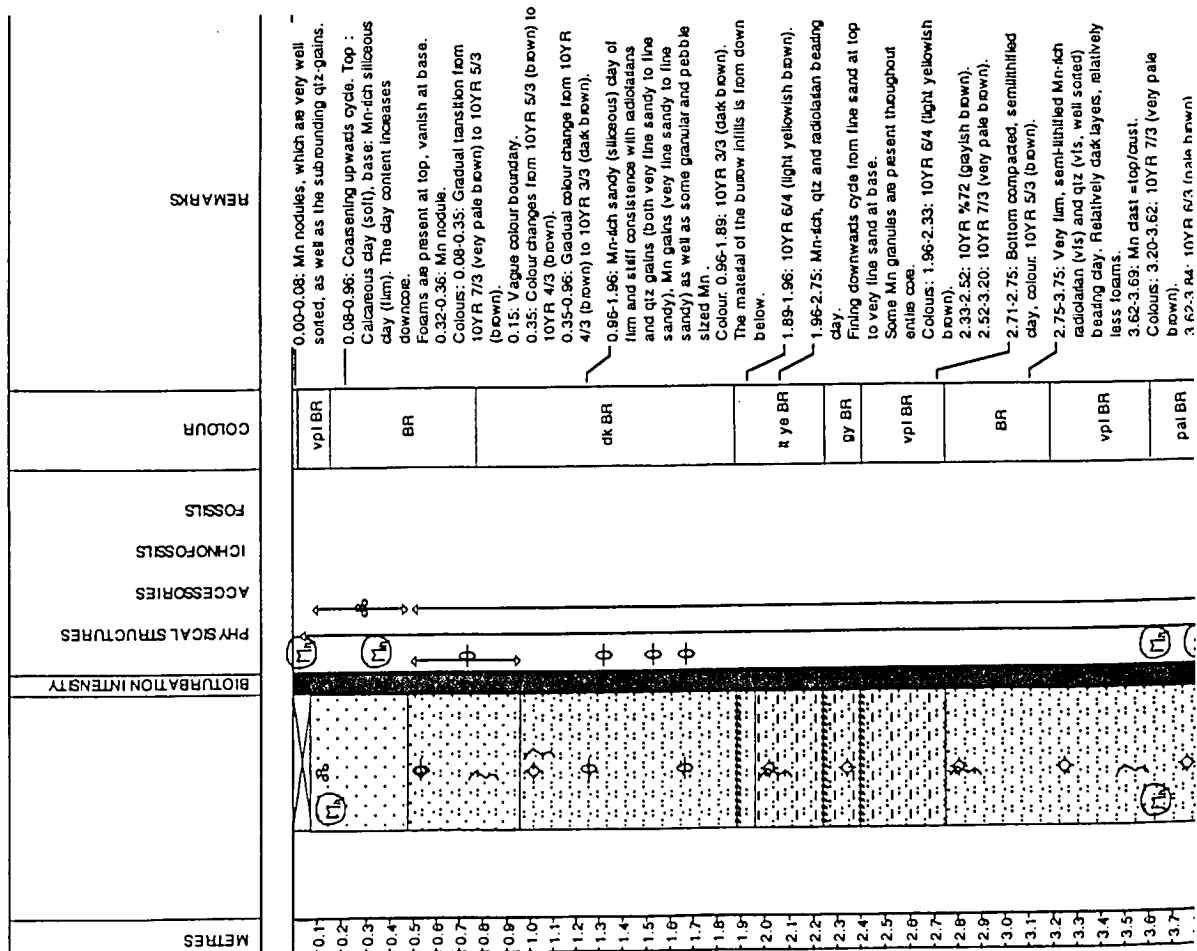 METRES
BIOTURBATION INTENSITY
PHYSICAL STRUCTURES
ACCESSORIES
ICHNOFOSSILS
FOSSILS
COLOUR
REMARKS
0.1
0.2
0.3
0.4
0.5
0.6
0.7
0.8
0.9
1.0
1.1
1.2
1.3
1.4
1.5
1.6
1.7
1.8
1.9
2.0
2.1
2.2
2.3
2.4
2.5
2.6
2.7
2.8
2.9
3.0
3.1
3.2
3.3
3.4
3.5
3.6
3.7
Mn
Mn
Mn
Mn
Mn
vpl BR
BR
dk BR
lt ye BR
gy BR
vpl BR
BR
vpl BR
pal BR
0.00-0.08: Mn nodules, which are very well
sorted, as well as the subrouding qtz-grains.
0.08-0.96: Coarsening upwards cycle. Top :
Calcareous clay (soft), base: Mn-rich siliceous
clay (firm). The clay content increases
downcore.
Foams are present at top, vanish at base.
0.32-0.36: Mn nodule.
Colours: 0.08-0.35: Gradual transition from
10YR 7/3 (very pale brown) to 10YR 5/3
(brown).
0.15: Vague colour boundary.
0.35: Colour changes from 10YR 5/3 (brown) to
10YR 4/3 (brown).
0.35-0.96: Gradual colour change from 10YR
4/3 (brown) to 10YR 3/3 (dark brown).
0.96-1.96: Mn-rich sandy (siliceous) clay of
firm and stiff consistence with radiolarians
and qtz grains (both very fine sandy to fine
sandy), Mn grains (very fine sandy to fine
sandy) as well as some granular and pebble
sized Mn .
Colour: 0.96-1.89: 10YR 3/3 (dark brown).
The material of the burrow infills is from down
below.
1.89-1.96: 10YR 6/4 (light yellowish brown).
1.96-2.75: Mn-rich, qtz and radiolarian bearing
clay.
Fining downwards cycle from fine sand at top
to very fine sand at base.
Some Mn granules are present throughout
entire core.
Colours: 1.96-2.33: 10YR 6/4 (light yellowish
brown).
2.33-2.52: 10YR %72 (grayish brown).
2.52-3.20: 10YR 7/3 (very pale brown).
2.71-2.75: Bottom compacted, semilithified
clay, colour: 10YR 5/3 (brown).
2.75-3.75: Very firm, semi-lithified Mn-rich
radiolarian (vfs) and qtz (vfs, well sorted)
bearing clay. Relatively dark layers, relatively
less foams.
3.62-3.69: Mn clast =top/crust.
Colours: 3.20-3.62: 10YR 7/3 (very pale
brown).
3.62-3.84: 10YR 6/3 (pale brown)